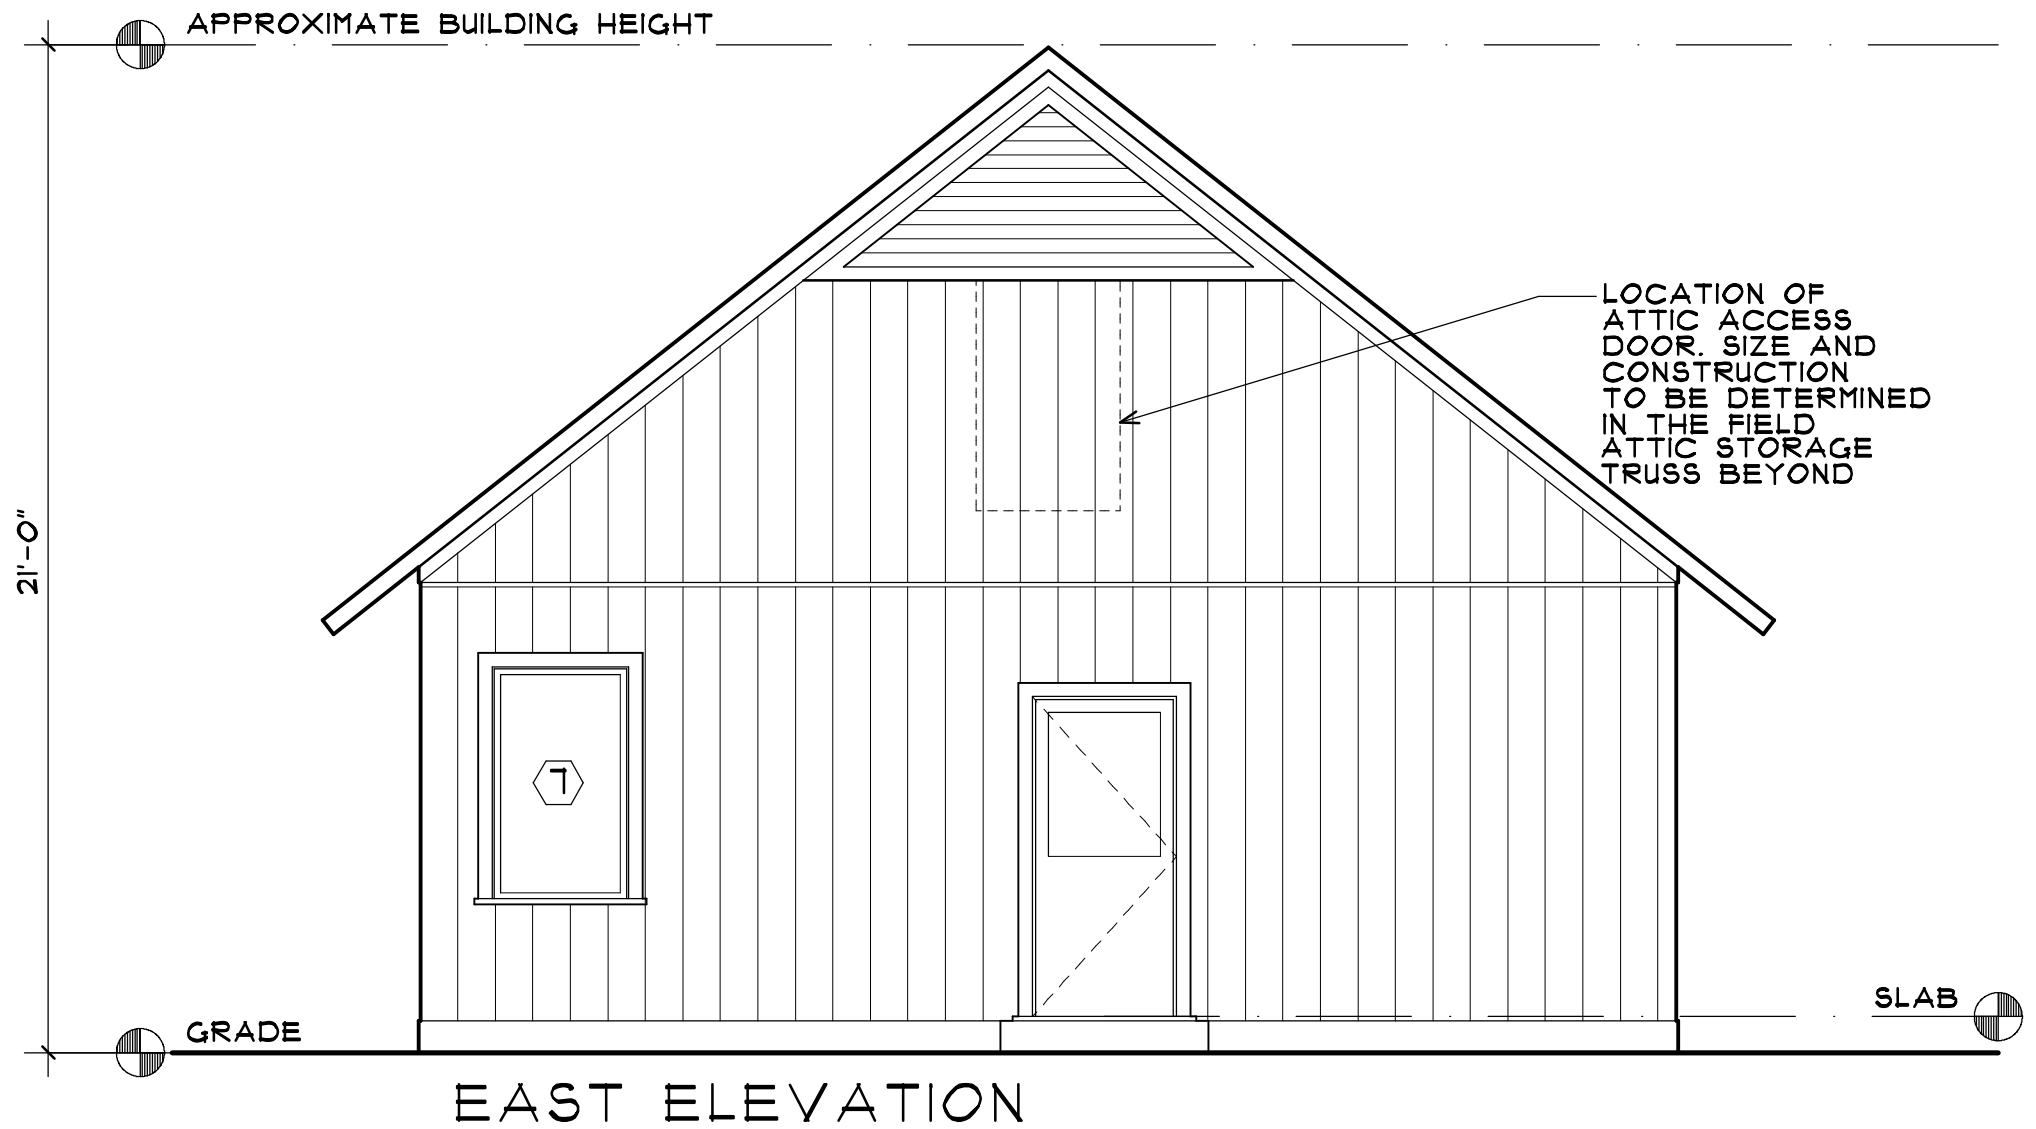 APPROXIMATE BUILDING HEIGHT
LOCATION OF
ATTIC ACCESS
DOOR. SIZE AND
CONSTRUCTION
TO BE DETERMINED
IN THE FIELD
ATTIC STORAGE
TRUSS BEYOND
21'-0"
7
SLAB
GRADE
EAST ELEVATION